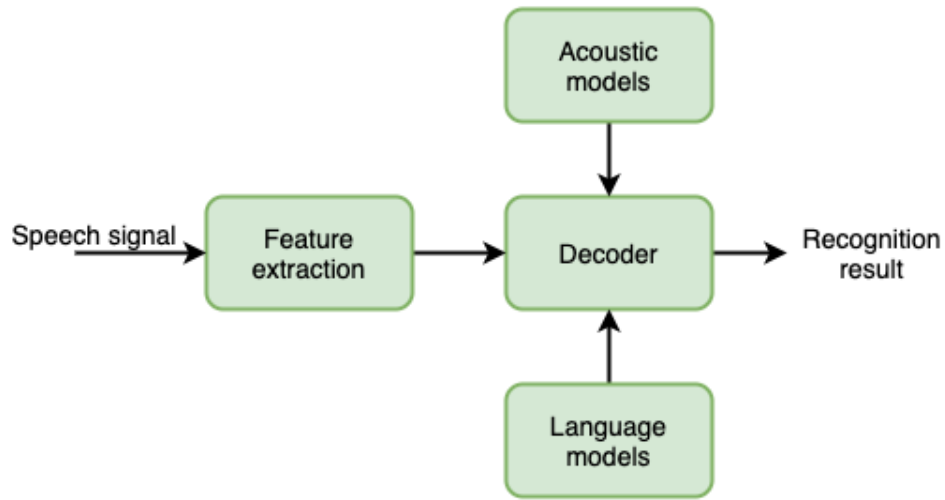 Acoustic
models
Speech signal
Feature
extraction
Decoder
Recognition
result
Language
models